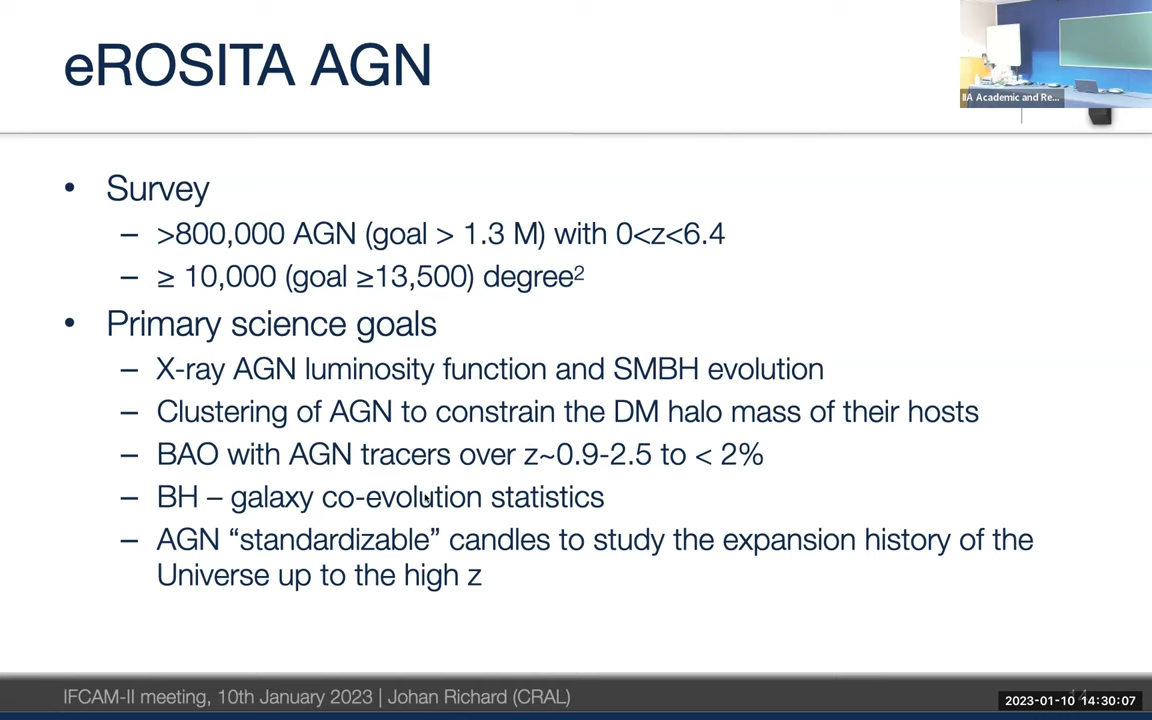 eROSITA AGN
IIA Academic and Re...
• Survey
– >800,000 AGN (goal > 1.3 M) with 0<z<6.4
– ≥ 10,000 (goal ≥13,500) degree²
• Primary science goals
– X-ray AGN luminosity function and SMBH evolution
– Clustering of AGN to constrain the DM halo mass of their hosts
– BAO with AGN tracers over z~0.9-2.5 to < 2%
– BH – galaxy co-evolution statistics
– AGN “standardizable” candles to study the expansion history of the
Universe up to the high z
IFCAM-II meeting, 10th January 2023 | Johan Richard (CRAL)
2023-01-10 14:30:07